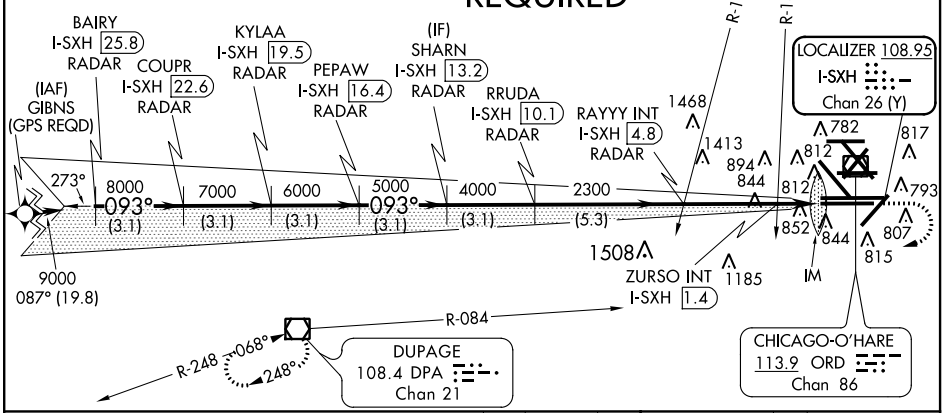 REQUIRED
BAIRY
I-SXH 25.8
RADAR
COUPR
I-SXH 22.6
RADAR
KYLAA
I-SXH 19.5
RADAR
PEPAW
I-SXH 16.4
RADAR
(IF)
SHARN
I-SXH 13.2
RADAR
RRUDA
I-SXH 10.1
RADAR
RAYYY INT
I-SXH 4.8
RADAR
R-1
R-1
LOCALIZER 108.95
I-SXH
Chan 26 (Y)
(IAF)
GIBNS
(GPS REQD)
1468
1413
894
844
812
782
817
812
793
852
844
807
815
273°
8000
7000
6000
5000
4000
2300
093°
093°
(3.1)
(3.1)
(3.1)
(3.1)
(3.1)
(5.3)
9000
087° (19.8)
1508
1185
ZURSO INT
I-SXH 1.4
IM
R-084
R-248
068°
248°
DUPAGE
108.4 DPA
Chan 21
CHICAGO-O'HARE
113.9 ORD
Chan 86